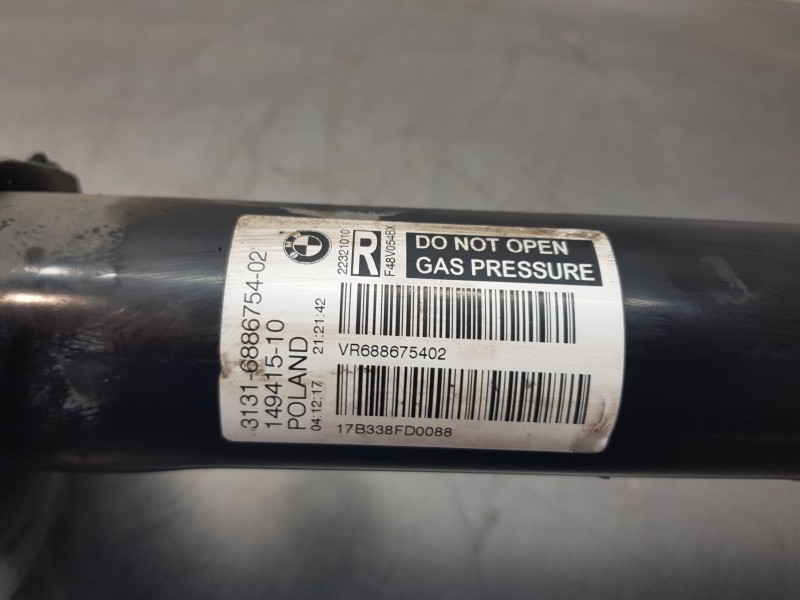 BMW
3131-6886754-02
149415-10
POLAND
04:12:17 21:21:42
22321010
R
F48V054BX
DO NOT OPEN
GAS PRESSURE
VR688675402
17B338FD0088